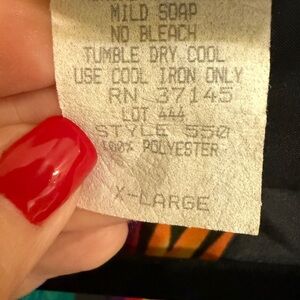 MILD SOAP
NO BLEACH
TUMBLE DRY COOL
USE COOL IRON ONLY
RN 37145
LOT 444
STYLE 550
100% POLYESTER
X-LARGE